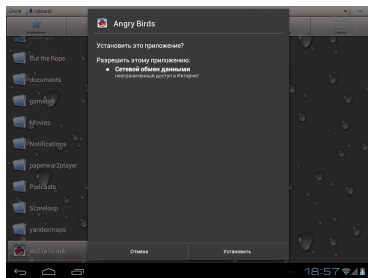 Angry Birds
Установить это приложение?
Разрешить этому приложению:
Сетевой обмен данными
неограниченный доступ в Интернет
Cut the Rope
documents
gameloft
Movies
Notifications
paperwar2player
Podcasts
Scoreloop
yandexmaps
Отмена
Установить
18:57